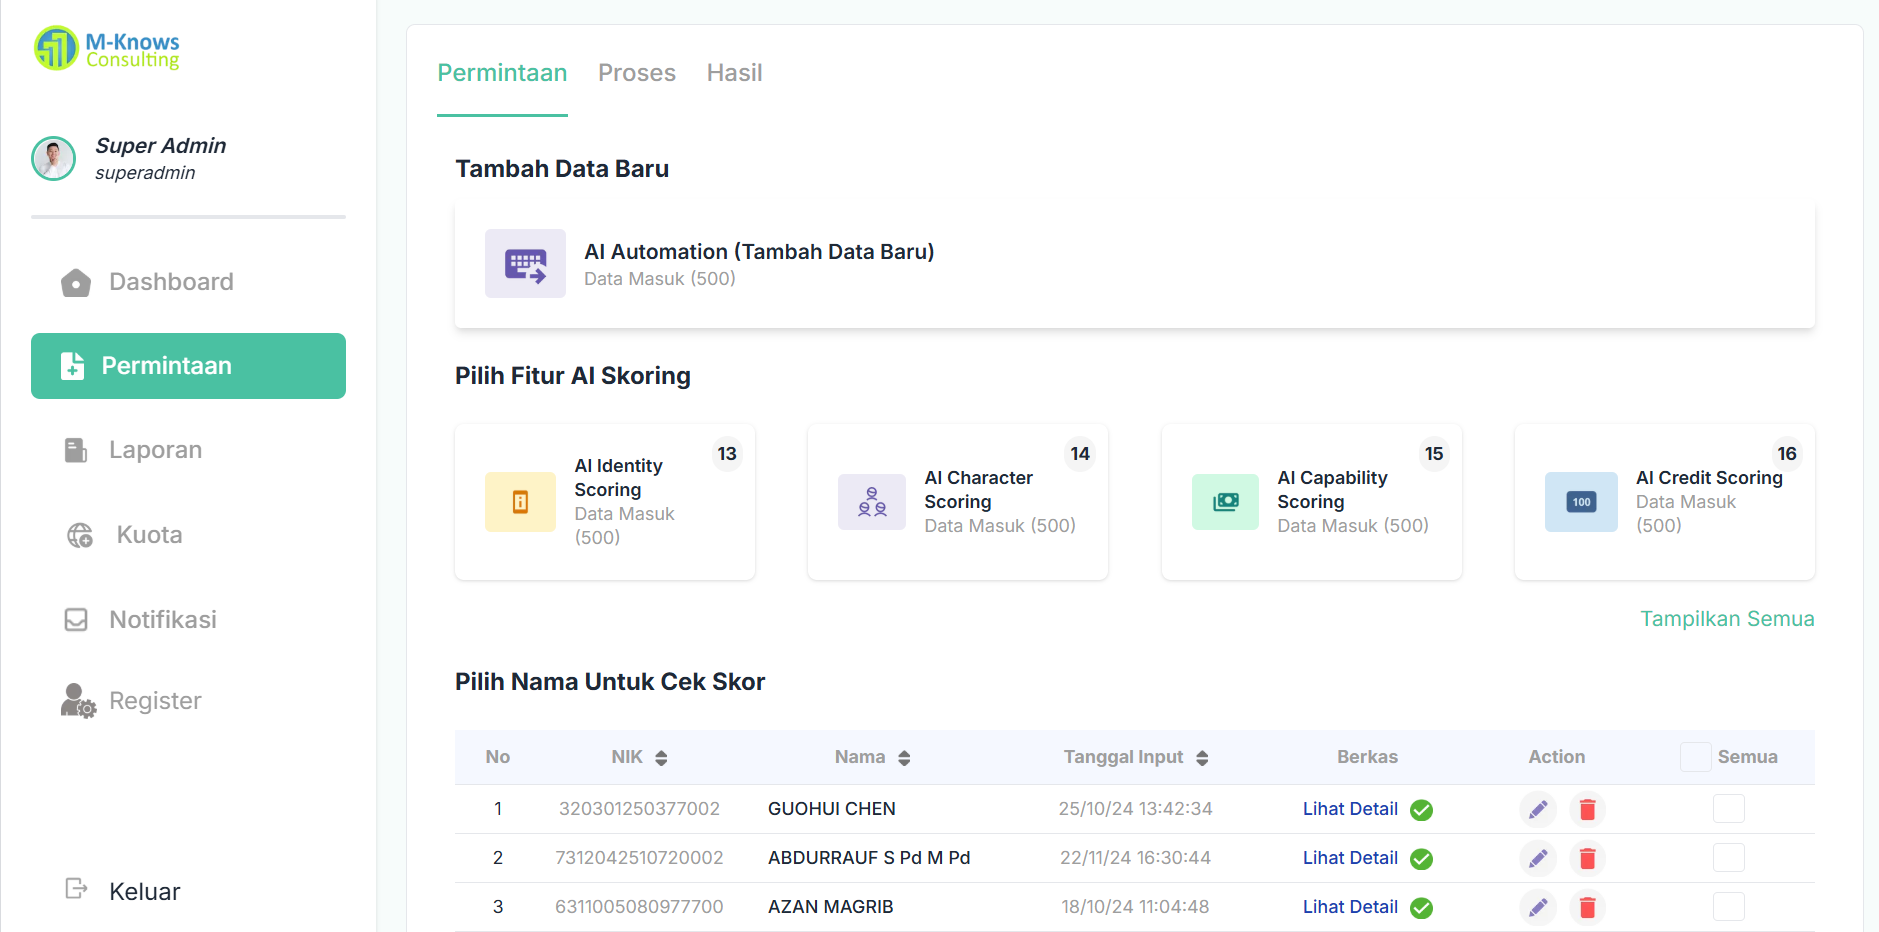 M-Knows
Consulting
Super Admin
superadmin
Dashboard
Permintaan
Laporan
Kuota
Notifikasi
Register
Keluar
Permintaan Proses Hasil
Tambah Data Baru
AI Automation (Tambah Data Baru)
Data Masuk (500)
Pilih Fitur AI Skoring
13
AI Identity
Scoring
Data Masuk
(500)
14
AI Character
Scoring
Data Masuk (500)
15
AI Capability
Scoring
Data Masuk (500)
16
100
AI Credit Scoring
Data Masuk
(500)
Tampilkan Semua
Pilih Nama Untuk Cek Skor
No NIK Nama Tanggal Input Berkas Action Semua
1 320301250377002 GUOHUI CHEN 25/10/24 13:42:34 Lihat Detail
2 7312042510720002 ABDURRAUF S Pd M Pd 22/11/24 16:30:44 Lihat Detail
3 6311005080977700 AZAN MAGRIB 18/10/24 11:04:48 Lihat Detail